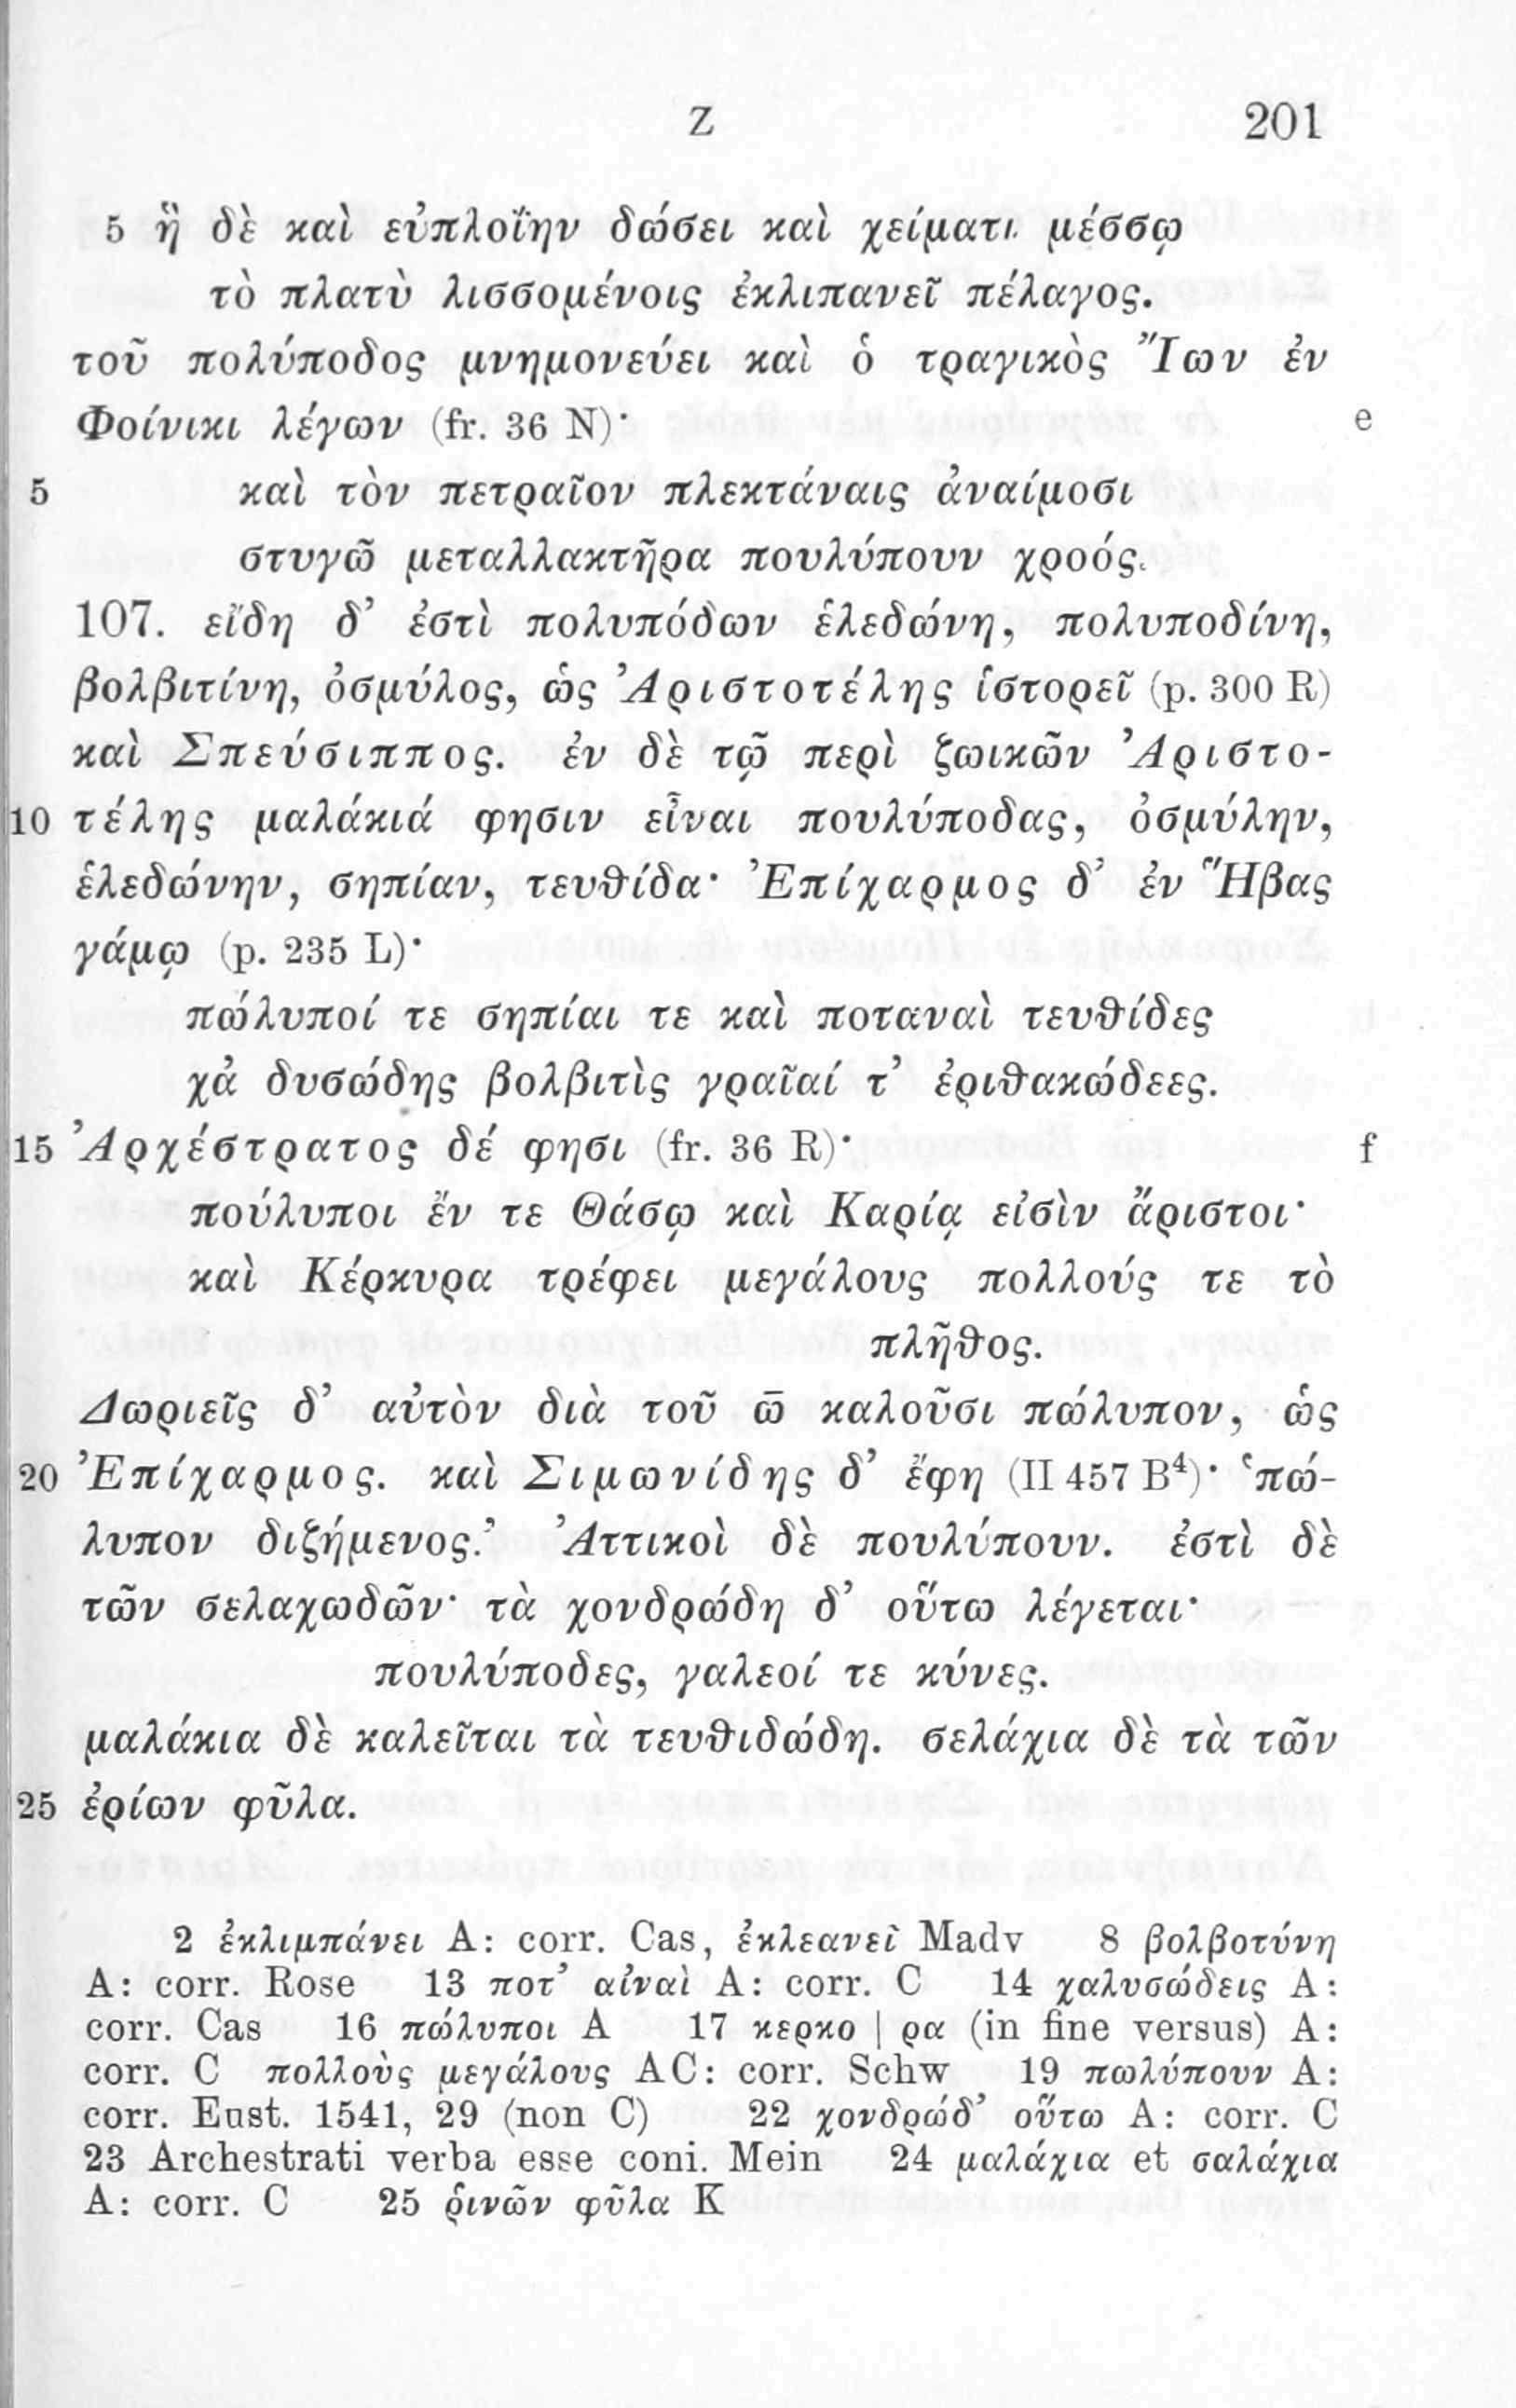 Z 201
5 ἣ δὲ καὶ εὐπλοΐην δώσει καὶ χείματι μέσσῳ
τὸ πλατὺ λισσομένοις ἐκλιπανεῖ πέλαγος.
τοῦ πολύποδος μνημονεύει καὶ ὁ τραγικὸς Ἴων ἐν
Φοίνικι λέγων (fr. 36 N)· e
5 καὶ τὸν πετραῖον πλεκτάναις ἀναίμοσι
στυγῶ μεταλλακτῆρα πουλύπουν χροός.
107. εἴδη δ’ ἐστὶ πολυπόδων ἑλεδώνη, πολυποδίνη,
βολβιτίνη, ὀσμύλος, ὡς Ἀριστοτέλης ἱστορεῖ (p. 300 R)
καὶ Σπεύσιππος. ἐν δὲ τῷ περὶ ζωικῶν Ἀριστο-
10 τέλης μαλάκιά φησιν εἶναι πουλύποδας, ὀσμύλην,
ἑλεδώνην, σηπίαν, τευθίδα· Ἐπίχαρμος δ’ ἐν Ἥβας
γάμῳ (p. 235 L)·
πώλυποί τε σηπίαι τε καὶ ποταναὶ τευθίδες
χἀ δυσώδης βολβιτὶς γραῖαί τ’ ἐριθακώδεες.
15 Ἀρχέστρατος δέ φησι (fr. 36 R)· f
πούλυποι ἔν τε Θάσῳ καὶ Καρίᾳ εἰσὶν ἄριστοι·
καὶ Κέρκυρα τρέφει μεγάλους πολλούς τε τὸ
πλῆθος.
Δωριεῖς δ’ αὐτὸν διὰ τοῦ ω̄ καλοῦσι πώλυπον, ὡς
20 Ἐπίχαρμος. καὶ Σιμωνίδης δ’ ἔφη (II 457 B⁴)· ‘πώ-
λυπον διζήμενος.’ Ἀττικοὶ δὲ πουλύπουν. ἐστὶ δὲ
τῶν σελαχωδῶν· τὰ χονδρώδη δ’ οὕτω λέγεται·
πουλύποδες, γαλεοί τε κύνες.
μαλάκια δὲ καλεῖται τὰ τευθιδώδη. σελάχια δὲ τὰ τῶν
25 ἐρίων φῦλα.
2 ἐκλιμπάνει A: corr. Cas, ἐκλεανεῖ Madv 8 βολβοτύνη
A: corr. Rose 13 ποτ’ αἰναὶ A: corr. C 14 χαλυσώδεις A:
corr. Cas 16 πώλυποι A 17 κερκο | ρα (in fine versus) A:
corr. C πολλοὺς μεγάλους AC: corr. Schw 19 πωλύπουν A:
corr. Eust. 1541, 29 (non C) 22 χονδρώδ’ οὕτω A: corr. C
23 Archestrati verba esse coni. Mein 24 μαλάχια et σαλάχια
A: corr. C 25 ῥινῶν φῦλα K